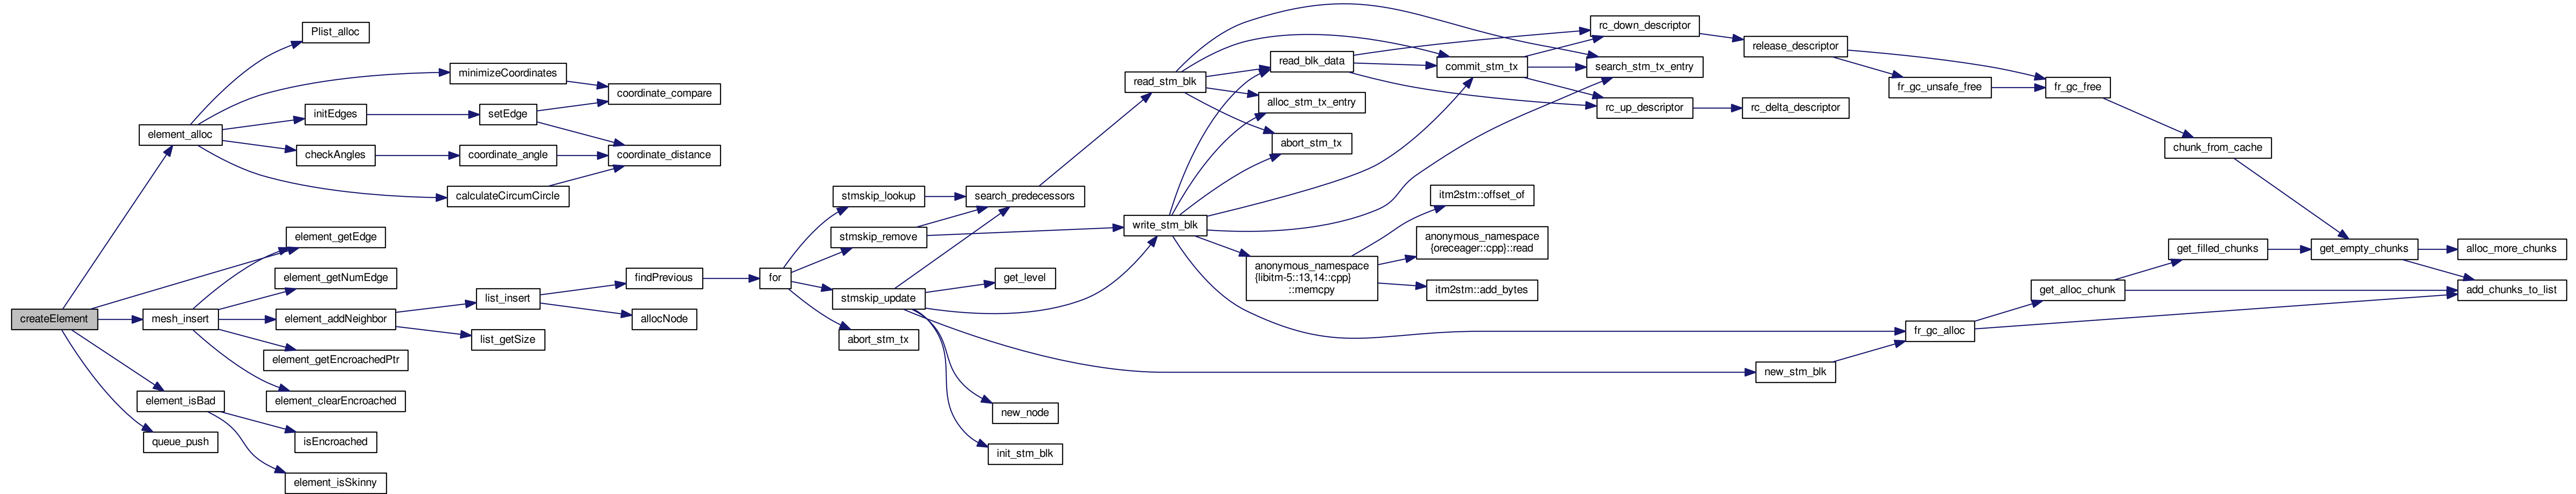 createElement
element_alloc
Plist_alloc
minimizeCoordinates
coordinate_compare
initEdges
setEdge
checkAngles
coordinate_angle
coordinate_distance
calculateCircumCircle
element_getEdge
mesh_insert
element_getNumEdge
element_addNeighbor
list_insert
findPrevious
allocNode
list_getSize
element_getEncroachedPtr
element_clearEncroached
element_isBad
isEncroached
element_isSkinny
queue_push
for
stmskip_lookup
stmskip_remove
stmskip_update
abort_stm_tx
search_predecessors
get_level
new_node
init_stm_blk
read_stm_blk
write_stm_blk
read_blk_data
alloc_stm_tx_entry
abort_stm_tx
anonymous_namespace
{libitm-5::13,14::cpp}
::memcpy
commit_stm_tx
itm2stm::offset_of
anonymous_namespace
{oreceager::cpp}::read
itm2stm::add_bytes
rc_down_descriptor
search_stm_tx_entry
rc_up_descriptor
release_descriptor
rc_delta_descriptor
new_stm_blk
fr_gc_unsafe_free
fr_gc_alloc
fr_gc_free
get_alloc_chunk
chunk_from_cache
get_filled_chunks
get_empty_chunks
alloc_more_chunks
add_chunks_to_list